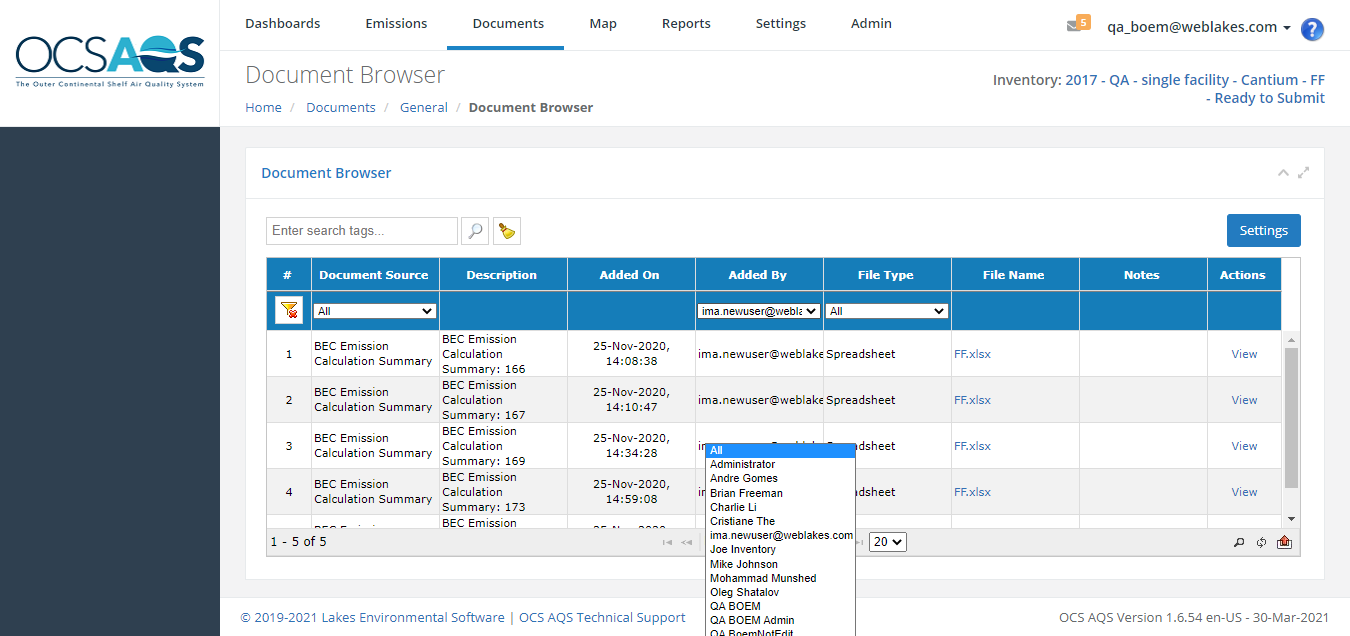 OCSAQS
The Outer Continental Shelf Air Quality System
Dashboards Emissions Documents Map Reports Settings Admin
5
qa_boem@weblakes.com
?
Document Browser
Home / Documents / General / Document Browser
Inventory: 2017 - QA - single facility - Cantium - FF
- Ready to Submit
Document Browser
Enter search tags...
Settings
# Document Source Description Added On Added By File Type File Name Notes Actions
All ima.newuser@webla All
1 BEC Emission Calculation Summary BEC Emission Calculation Summary: 166 25-Nov-2020, 14:08:38 ima.newuser@weblake Spreadsheet FF.xlsx View
2 BEC Emission Calculation Summary BEC Emission Calculation Summary: 167 25-Nov-2020, 14:10:47 ima.newuser@weblake Spreadsheet FF.xlsx View
3 BEC Emission Calculation Summary BEC Emission Calculation Summary: 169 25-Nov-2020, 14:34:28 FF.xlsx View
4 BEC Emission Calculation Summary BEC Emission Calculation Summary: 173 25-Nov-2020, 14:59:08 FF.xlsx View
BEC Emission
1 - 5 of 5
20
All
Administrator
Andre Gomes
Brian Freeman
Charlie Li
Cristiane The
ima.newuser@weblakes.com
Joe Inventory
Mike Johnson
Mohammad Munshed
Oleg Shatalov
QA BOEM
QA BOEM Admin
QA BoemNotEdit
© 2019-2021 Lakes Environmental Software | OCS AQS Technical Support
OCS AQS Version 1.6.54 en-US - 30-Mar-2021